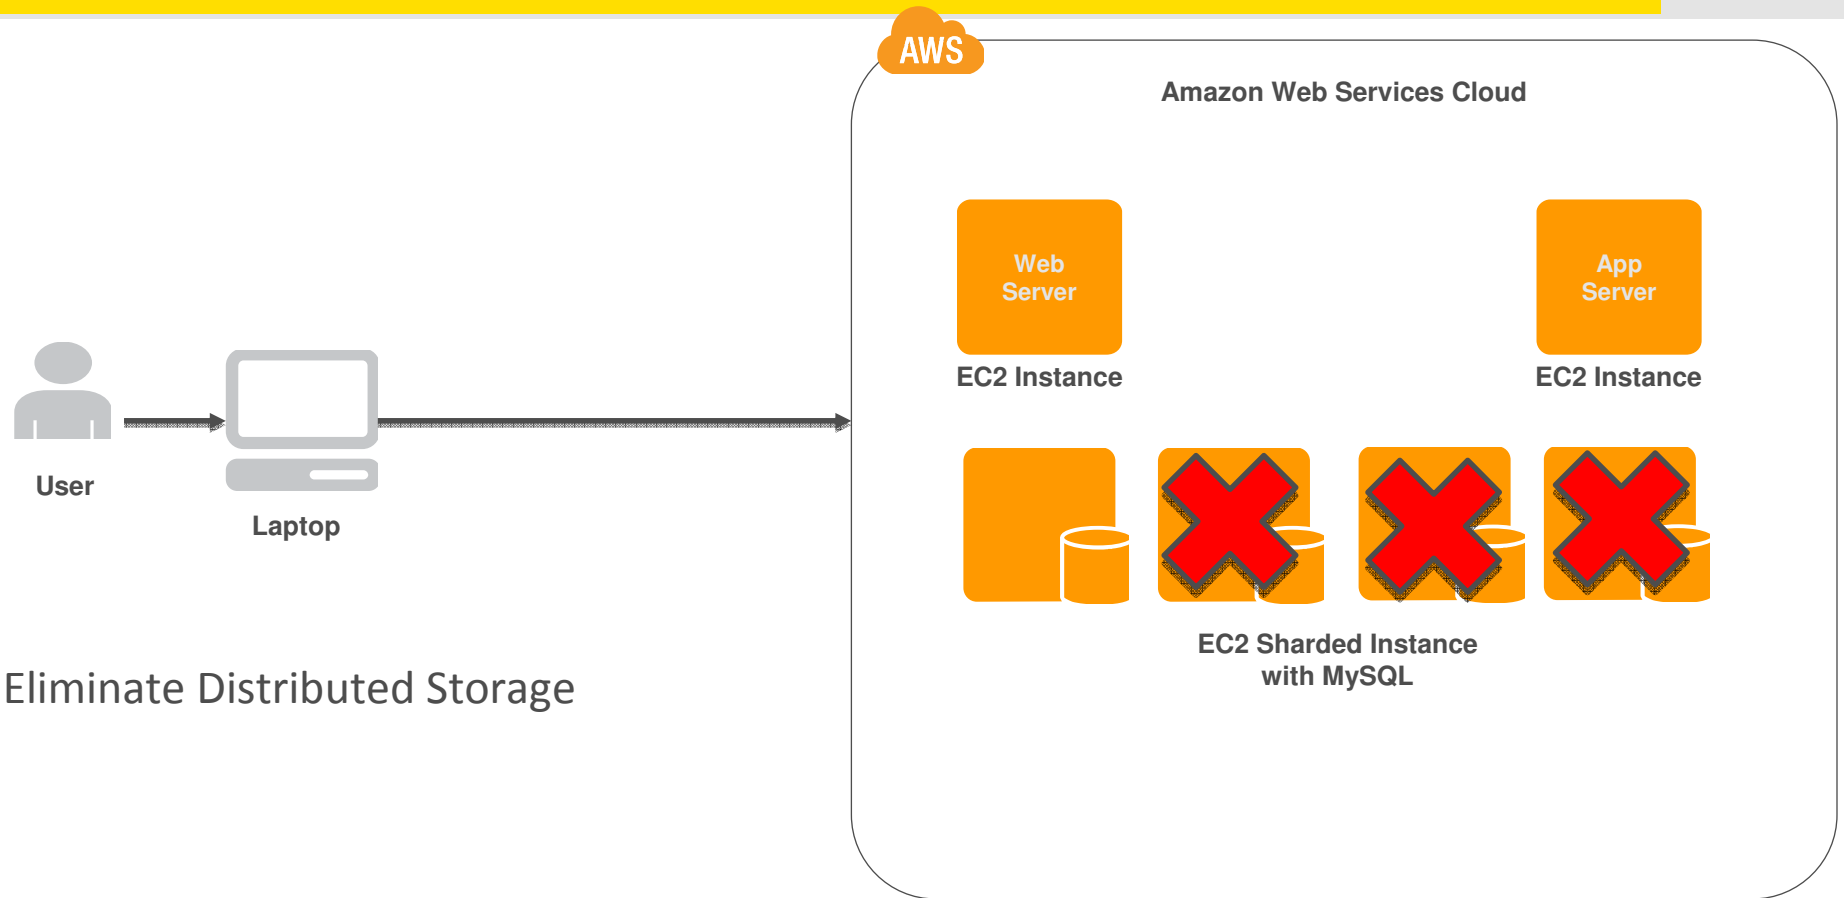 AWS
Amazon Web Services Cloud
Web
Server
App
Server
EC2 Instance
EC2 Instance
User
Laptop
EC2 Sharded Instance
with MySQL
Eliminate Distributed Storage